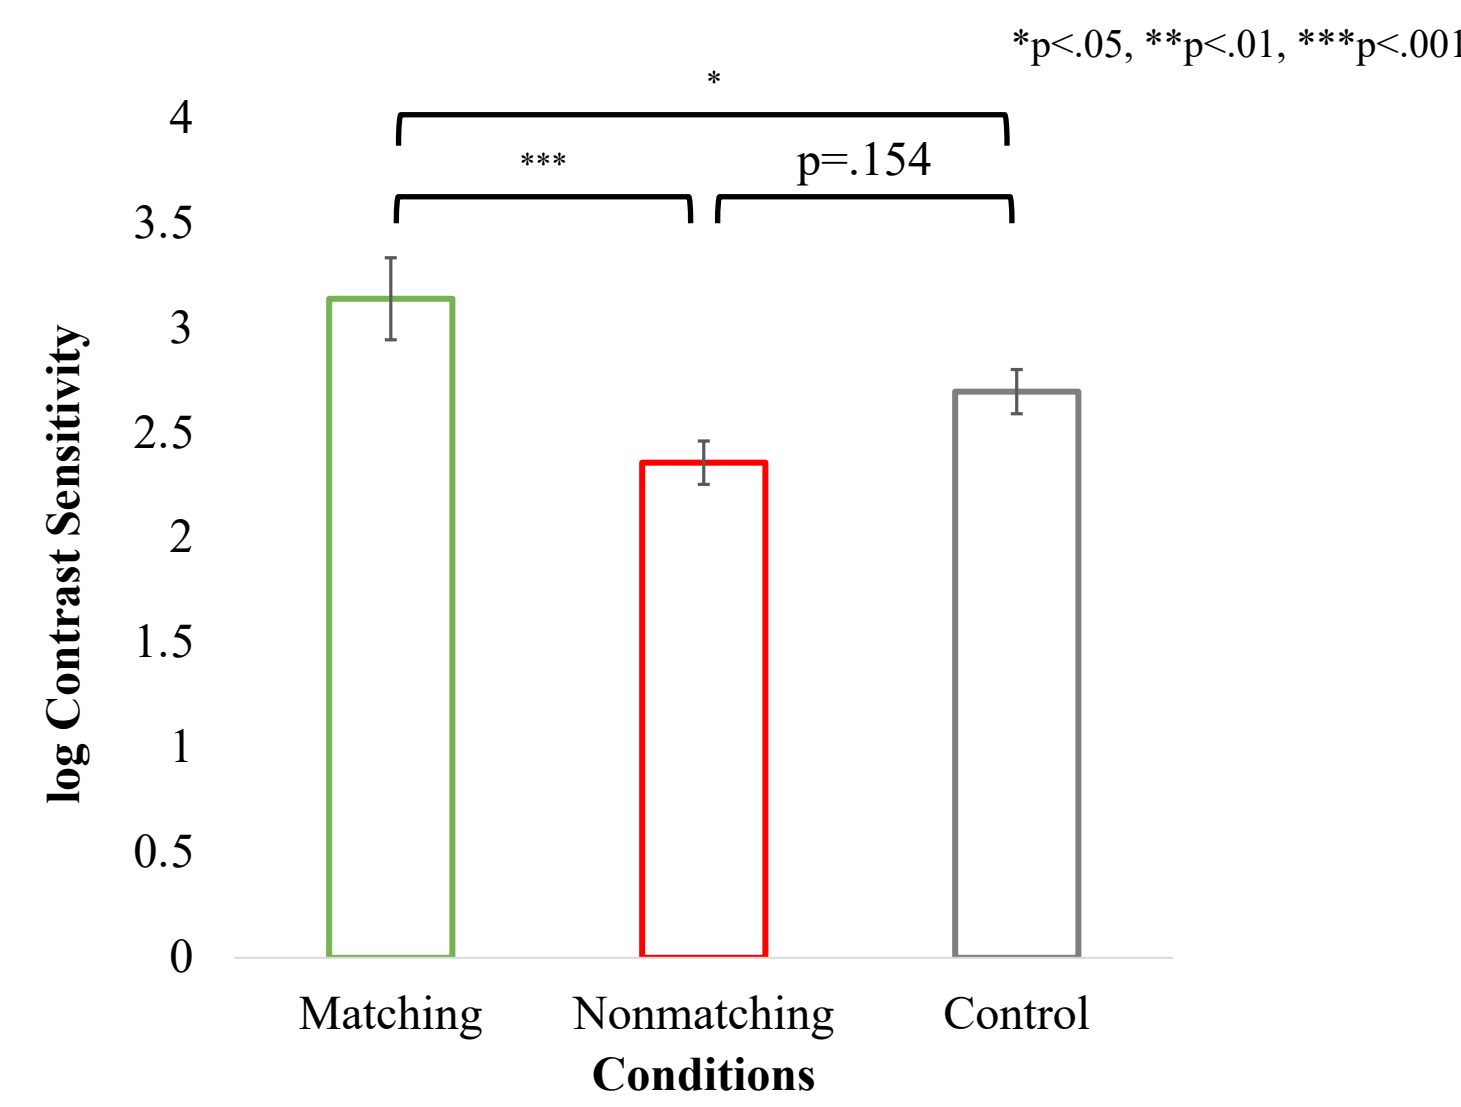 *p<.05, **p<.01, ***p<.001
*
*** p=.154
4
3.5
3
2.5
2
1.5
1
0.5
0
log Contrast Sensitivity
Matching Nonmatching Control
Conditions